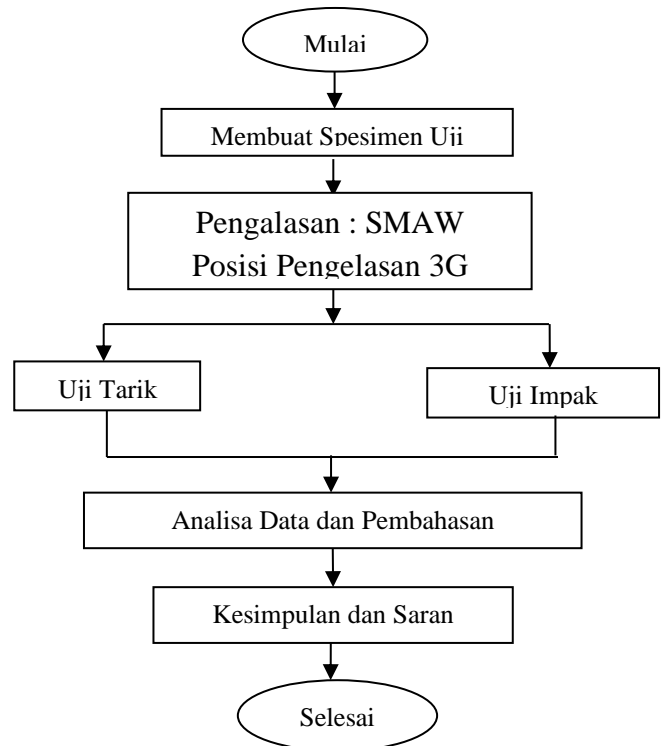 Mulai
Membuat Spesimen Uji
Pengalasan : SMAW
Posisi Pengelasan 3G
Uji Tarik
Uji Impak
Analisa Data dan Pembahasan
Kesimpulan dan Saran
Selesai